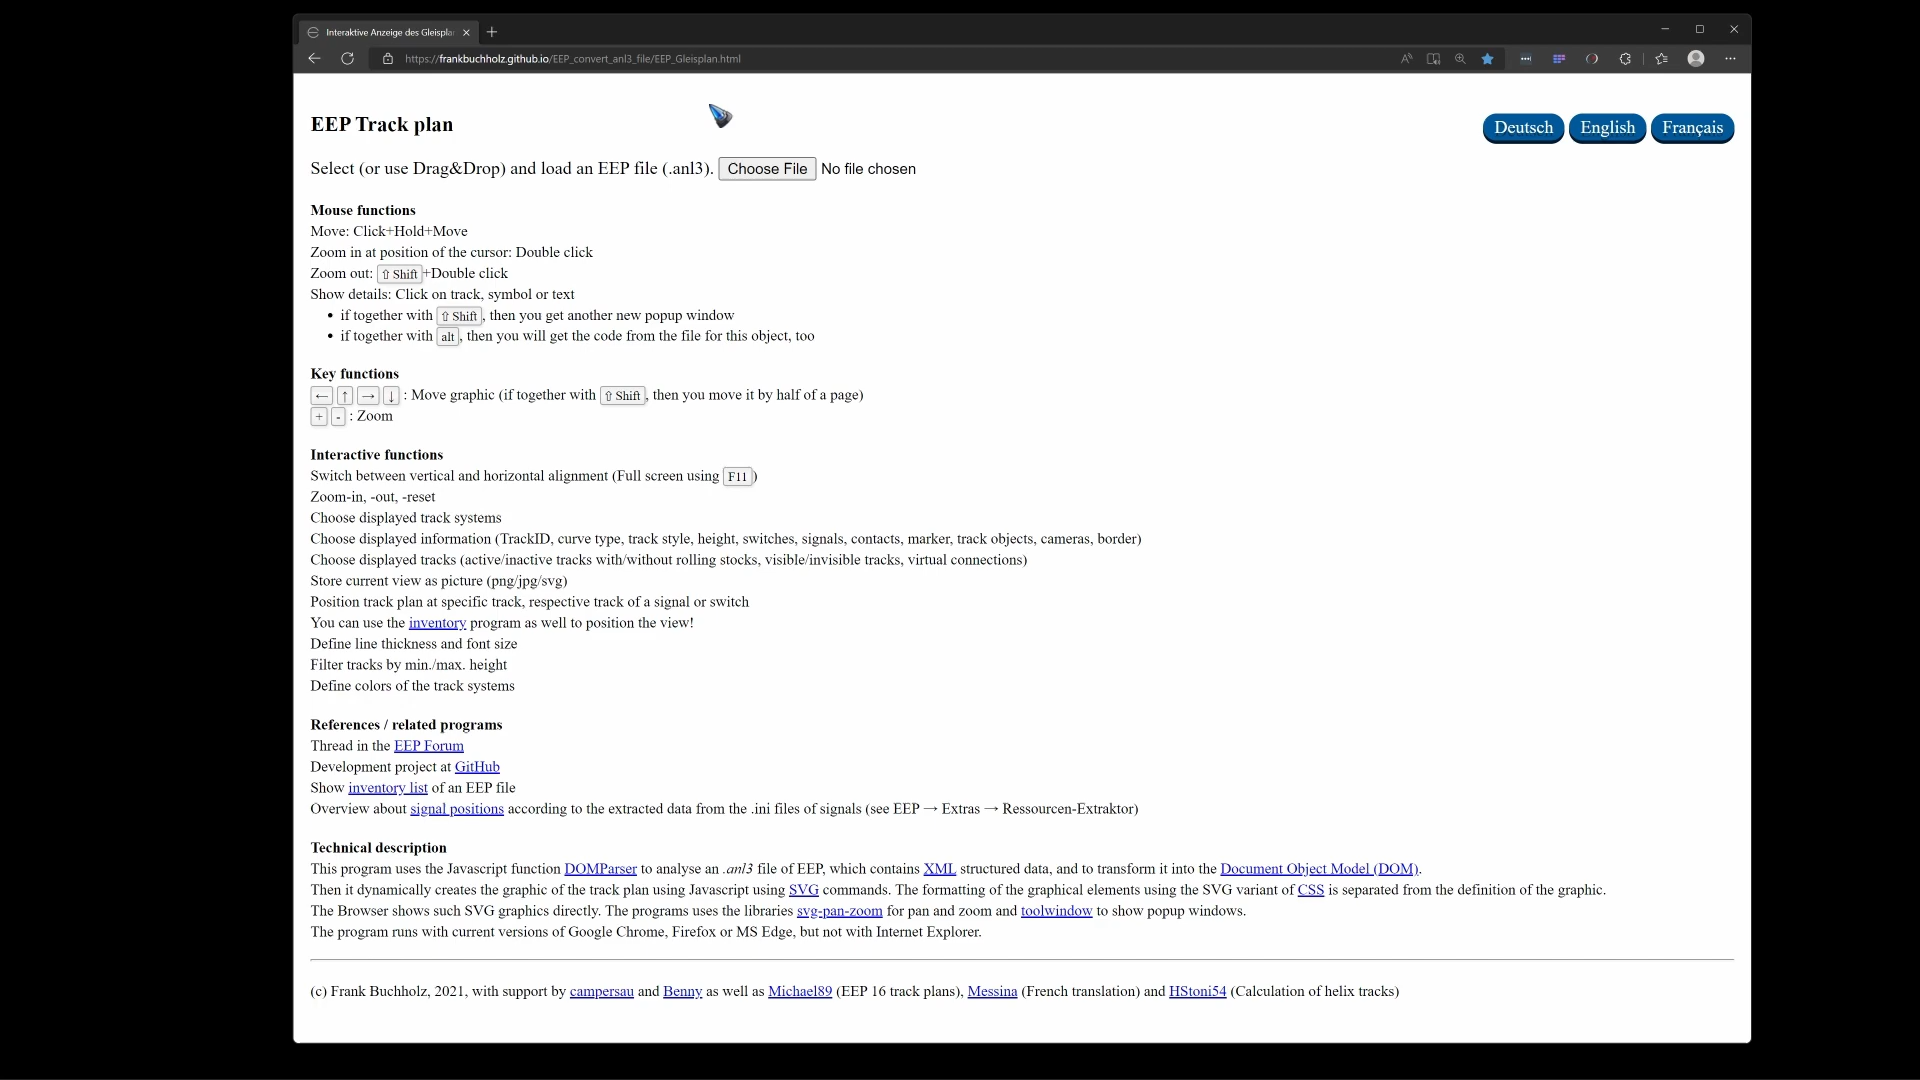 Interaktive Anzeige des Gleispla
https://frankbuchholz.github.io/EEP_convert_anl3_file/EEP_Gleisplan.html
EEP Track plan
Deutsch English Français
Select (or use Drag&Drop) and load an EEP file (.anl3). Choose File No file chosen
Mouse functions
Move: Click+Hold+Move
Zoom in at position of the cursor: Double click
Zoom out: ⇧ Shift+Double click
Show details: Click on track, symbol or text
• if together with ⇧ Shift, then you get another new popup window
• if together with alt, then you will get the code from the file for this object, too
Key functions
← ↑ → ↓ : Move graphic (if together with ⇧ Shift, then you move it by half of a page)
+ - : Zoom
Interactive functions
Switch between vertical and horizontal alignment (Full screen using F11)
Zoom-in, -out, -reset
Choose displayed track systems
Choose displayed information (TrackID, curve type, track style, height, switches, signals, contacts, marker, track objects, cameras, border)
Choose displayed tracks (active/inactive tracks with/without rolling stocks, visible/invisible tracks, virtual connections)
Store current view as picture (png/jpg/svg)
Position track plan at specific track, respective track of a signal or switch
You can use the inventory program as well to position the view!
Define line thickness and font size
Filter tracks by min./max. height
Define colors of the track systems
References / related programs
Thread in the EEP Forum
Development project at GitHub
Show inventory list of an EEP file
Overview about signal positions according to the extracted data from the .ini files of signals (see EEP → Extras → Ressourcen-Extraktor)
Technical description
This program uses the Javascript function DOMParser to analyse an .anl3 file of EEP, which contains XML structured data, and to transform it into the Document Object Model (DOM).
Then it dynamically creates the graphic of the track plan using Javascript using SVG commands. The formatting of the graphical elements using the SVG variant of CSS is separated from the definition of the graphic.
The Browser shows such SVG graphics directly. The programs uses the libraries svg-pan-zoom for pan and zoom and toolwindow to show popup windows.
The program runs with current versions of Google Chrome, Firefox or MS Edge, but not with Internet Explorer.
(c) Frank Buchholz, 2021, with support by campersau and Benny as well as Michael89 (EEP 16 track plans), Messina (French translation) and HStoni54 (Calculation of helix tracks)